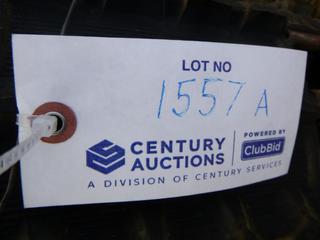 LOT NO
1557 A
CENTURY AUCTIONS
POWERED BY
ClubBid
A DIVISION OF CENTURY SERVICES